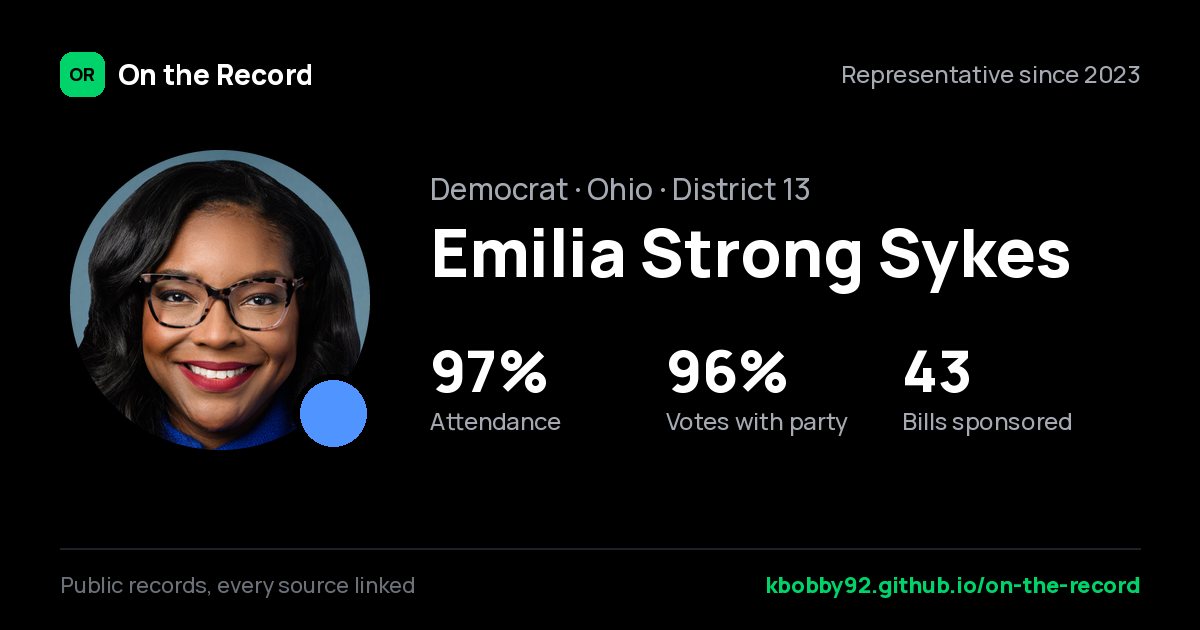 OR On the Record
Representative since 2023
Democrat · Ohio · District 13
Emilia Strong Sykes
97% 96% 43
Attendance Votes with party Bills sponsored
Public records, every source linked
kbobby92.github.io/on-the-record